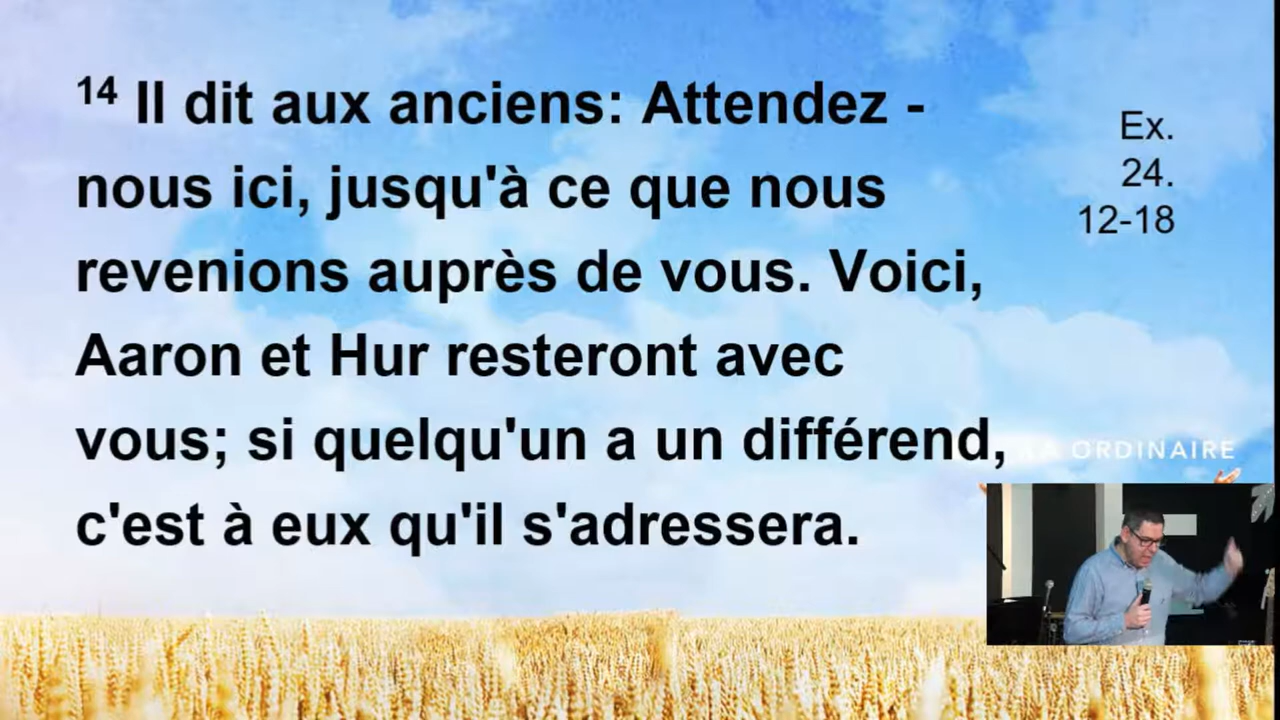 14 Il dit aux anciens: Attendez -
nous ici, jusqu'à ce que nous
revenions auprès de vous. Voici,
Aaron et Hur resteront avec
vous; si quelqu'un a un différend,
c'est à eux qu'il s'adressera.
Ex.
24.
12-18
ORDINAIRE